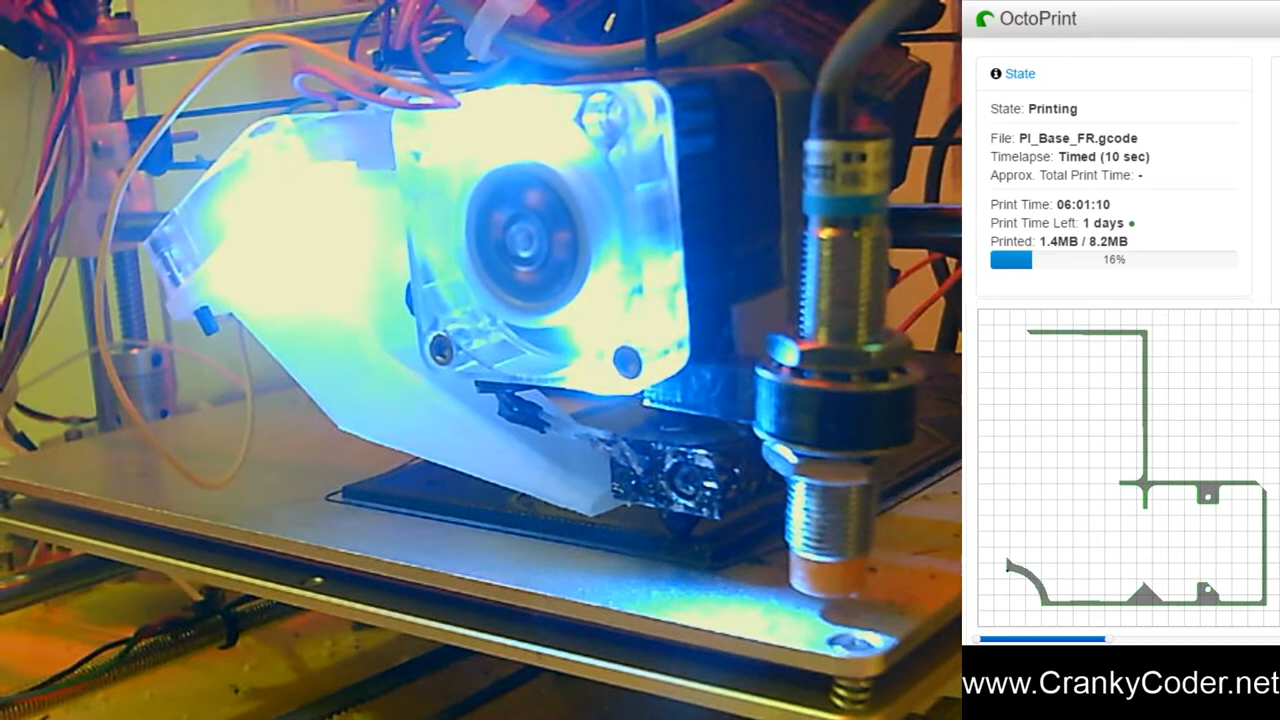 OctoPrint
State
State: Printing
File: PI_Base_FR.gcode
Timelapse: Timed (10 sec)
Approx. Total Print Time: -
Print Time: 06:01:10
Print Time Left: 1 days
Printed: 1.4MB / 8.2MB
16%
www.CrankyCoder.net